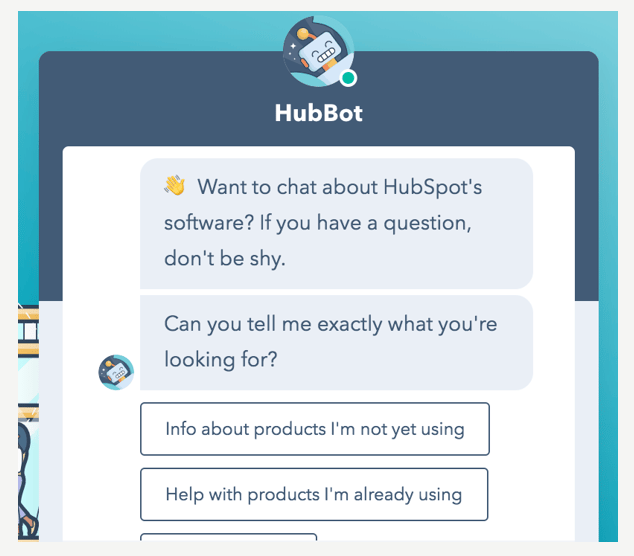 HubBot
👋 Want to chat about HubSpot's
software? If you have a question,
don't be shy.
Can you tell me exactly what you're
looking for?
Info about products I'm not yet using
Help with products I'm already using